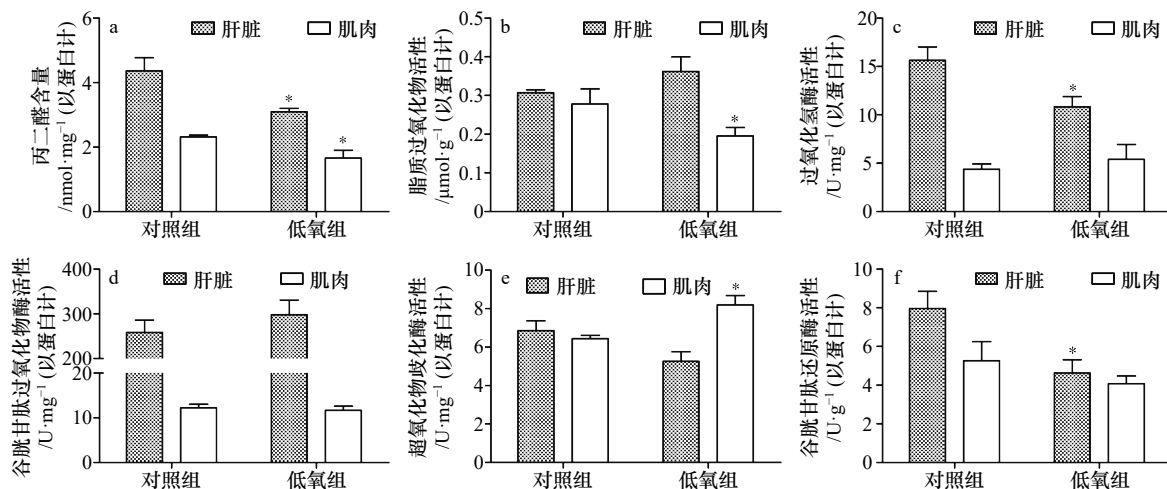 丙二醛含量
/nmol·mg⁻¹ (以蛋白计)
6
4
2
0
a
肝脏
肌肉
*
*
对照组
低氧组
脂质过氧化物活性
/μmol·g⁻¹ (以蛋白计)
0.5
0.4
0.3
0.2
0.1
0
b
肝脏
肌肉
*
对照组
低氧组
过氧化氢酶活性
/U·mg⁻¹ (以蛋白计)
20
15
10
5
0
c
肝脏
肌肉
*
对照组
低氧组
谷胱甘肽过氧化物酶活性
/U·mg⁻¹ (以蛋白计)
400
300
200
20
10
0
d
肝脏
肌肉
对照组
低氧组
超氧化物歧化酶活性
/U·mg⁻¹ (以蛋白计)
10
8
6
4
2
0
e
肝脏
肌肉
*
对照组
低氧组
谷胱甘肽还原酶活性
/U·g⁻¹ (以蛋白计)
10
8
6
4
2
0
f
肝脏
肌肉
*
对照组
低氧组